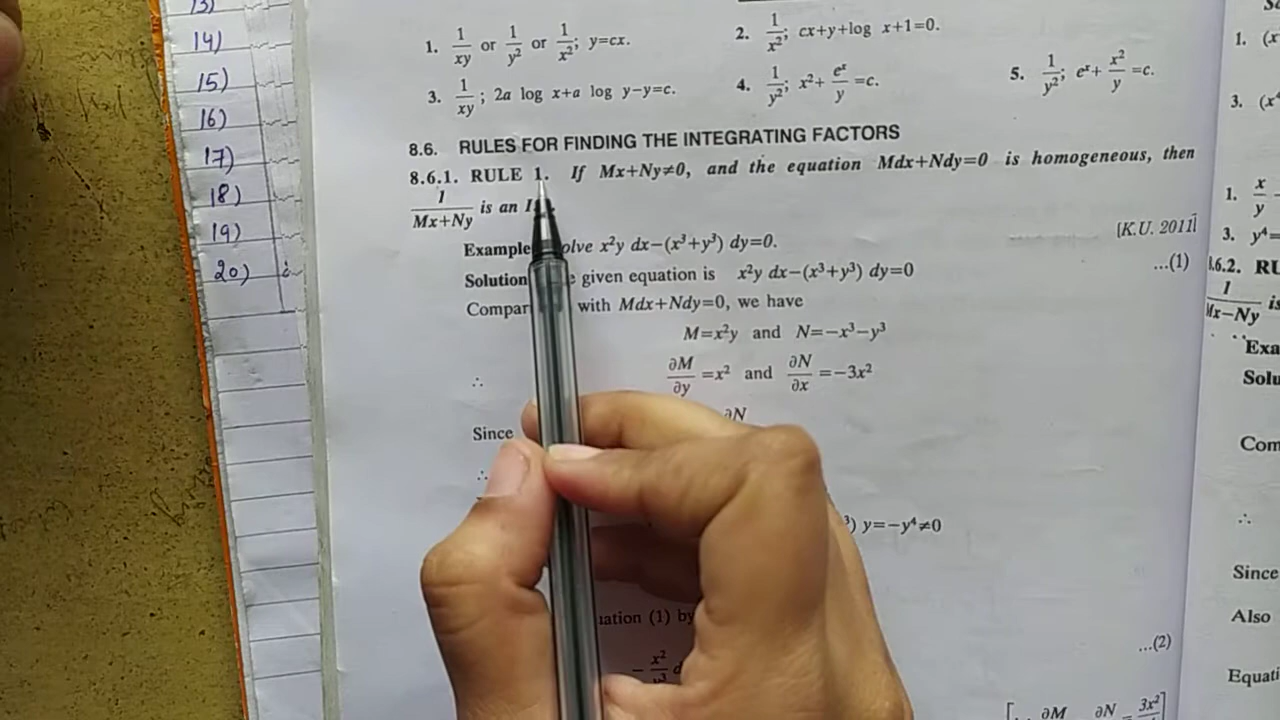 13)
14)
15)
16)
17)
18)
19)
20)
1. 1/xy or 1/y² or 1/x²; y=cx.
2. 1/x²; cx+y+log x+1=0.
3. 1/xy; 2a log x+a log y-y=c.
4. 1/y²; x²+ eˣ/y =c.
5. 1/y²; eˣ+ x²/y =c.
8.6. RULES FOR FINDING THE INTEGRATING FACTORS
8.6.1. RULE 1. If Mx+Ny≠0, and the equation Mdx+Ndy=0 is homogeneous, then
1/Mx+Ny is an
[K.U. 2011]
Example olve x²y dx−(x³+y³) dy=0.
Solution given equation is x²y dx−(x³+y³) dy=0 ...(1)
Compar with Mdx+Ndy=0, we have
M=x²y and N=−x³−y³
∴ ∂M/∂y =x² and ∂N/∂x =−3x²
Since ∂N
∴
³) y=−y⁴≠0
uation (1) by
− x²/y³ d
...(2)
[∵ ∂M ∂N 3x²]
1. (x
3. (x⁴
1. x/y −
3. y⁴=
8.6.2. RU
1/Mx−Ny is
Exa
Solu
Com
∴
Since
Also
Equati